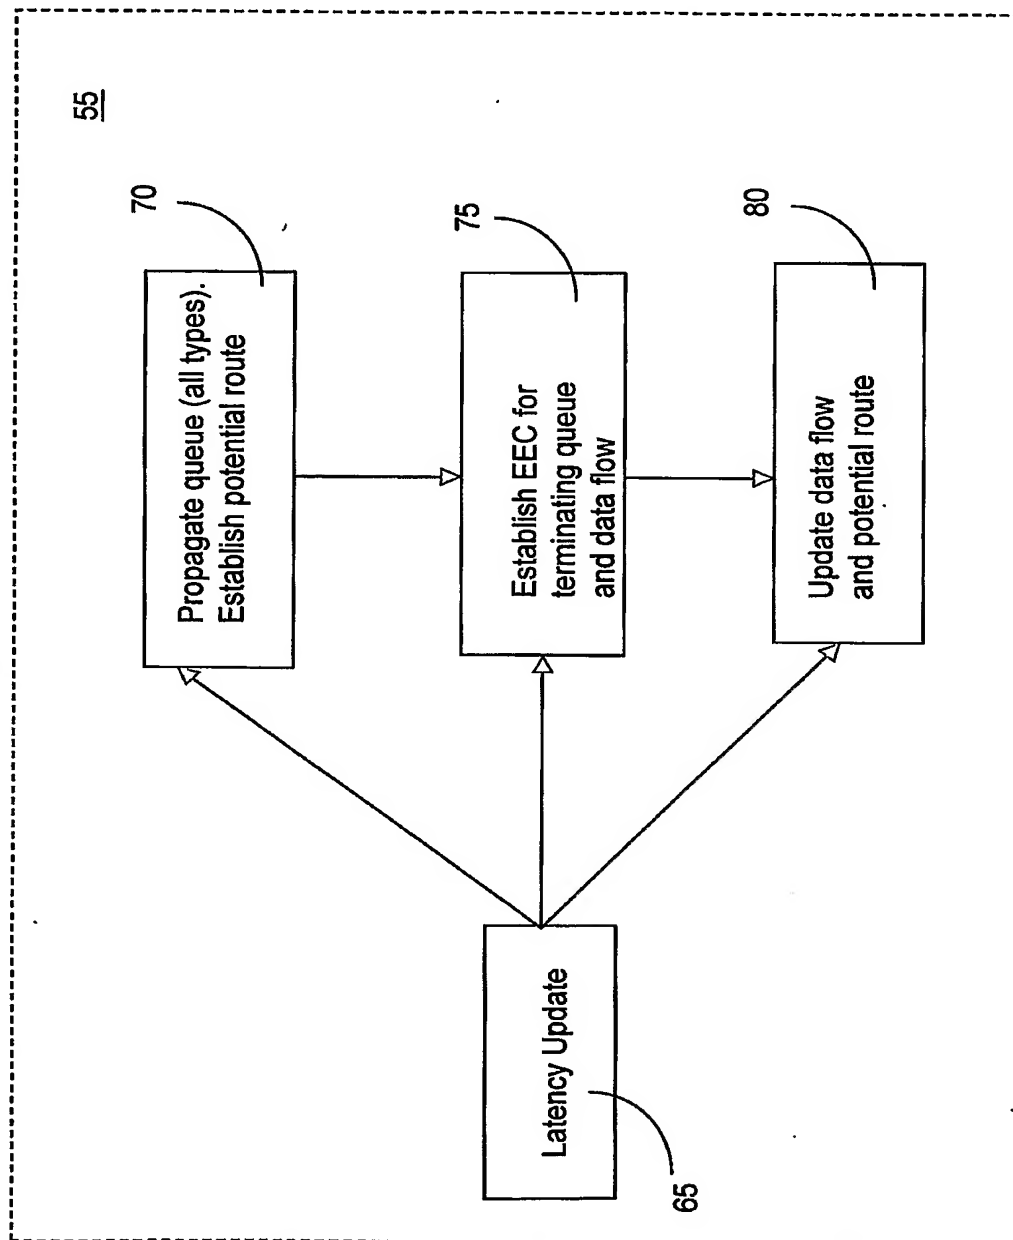 55
70
Propagate queue (all types).
Establish potential route
75
Establish EEC for
terminating queue
and data flow
80
Update data flow
and potential route
Latency Update
65